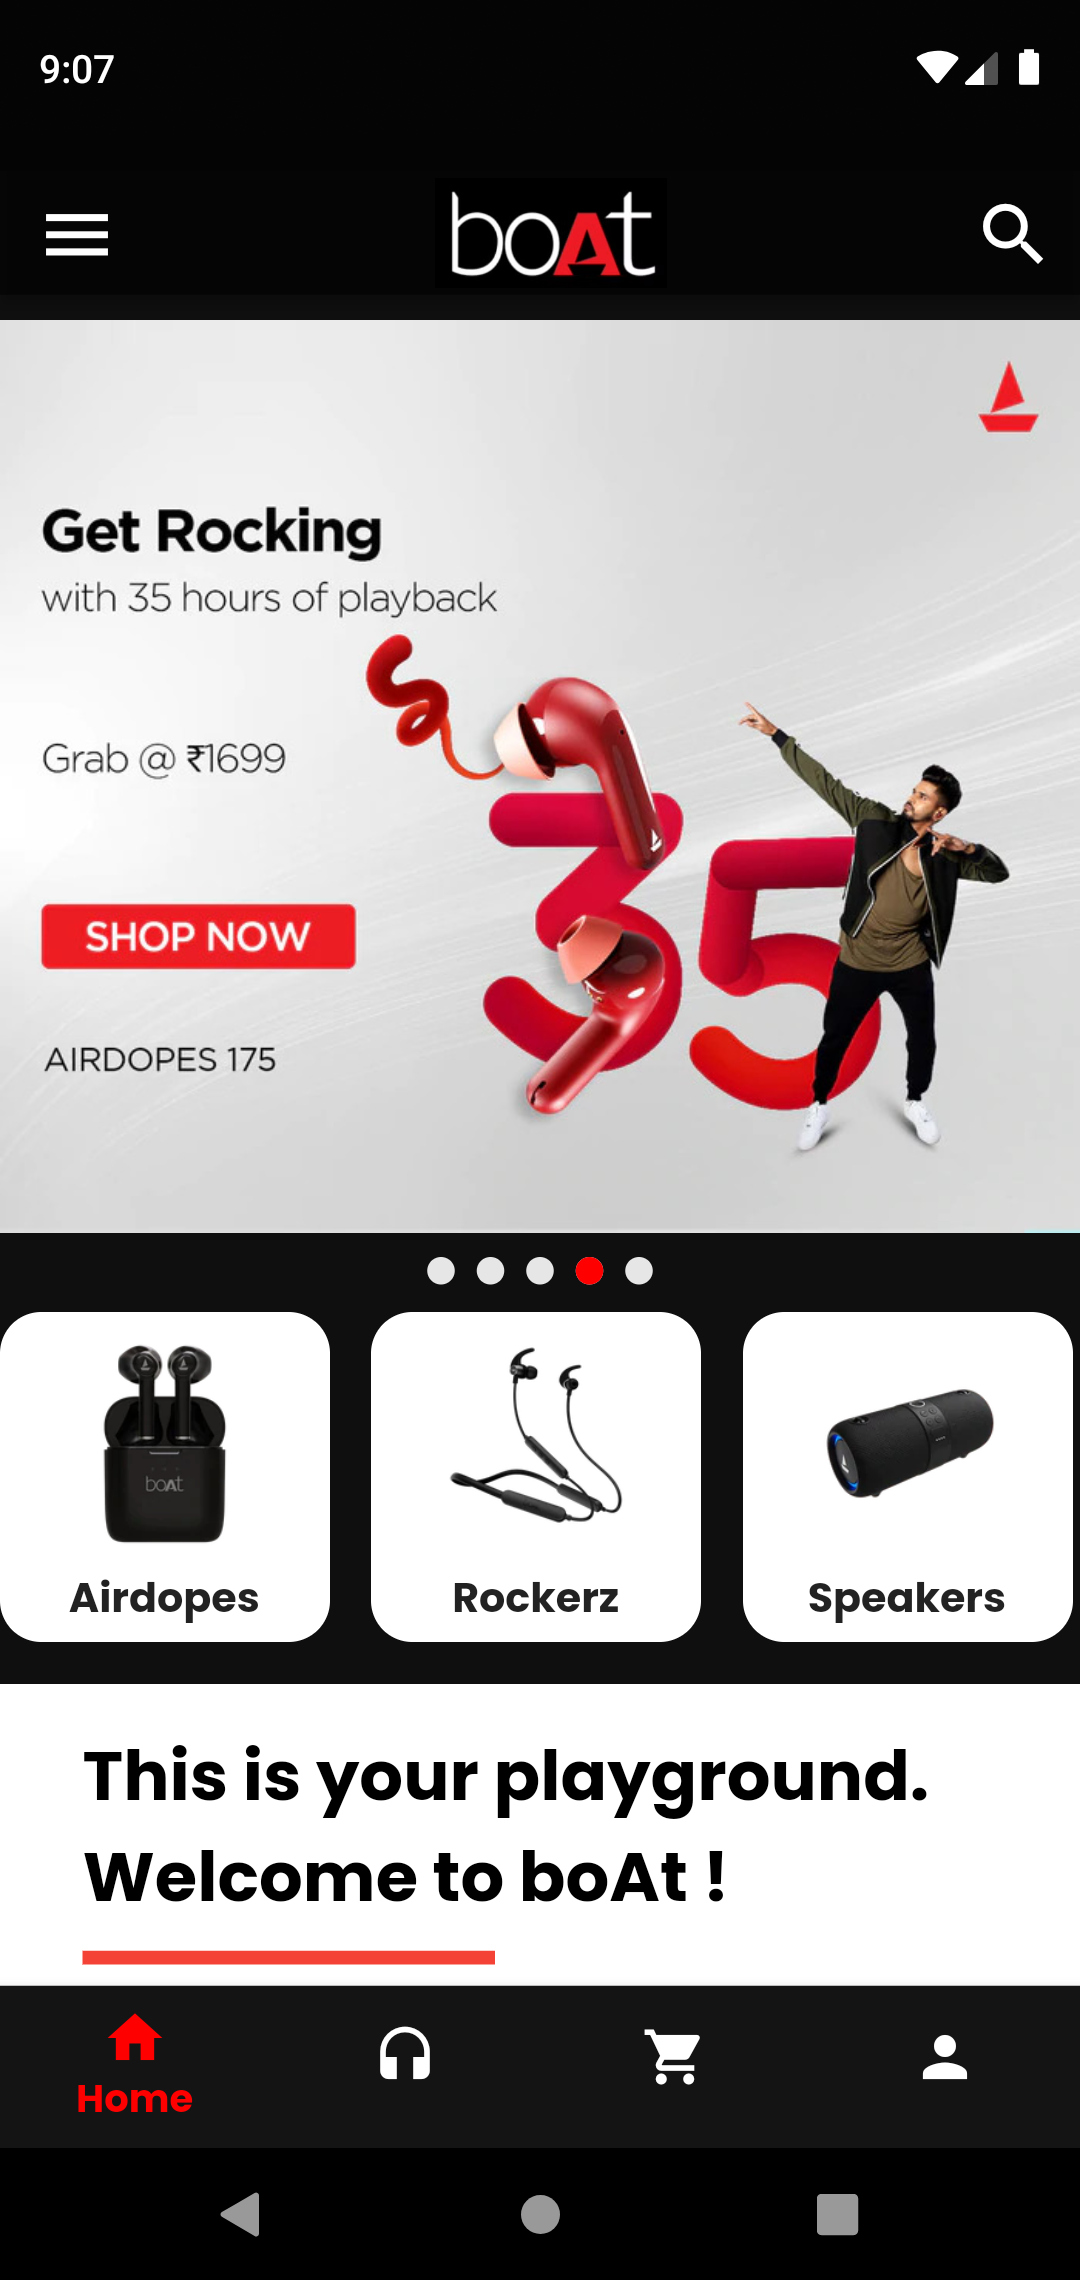 9:07
boAt
Get Rocking
with 35 hours of playback
Grab @ ₹1699
35
SHOP NOW
AIRDOPES 175
boAt
Airdopes
Rockerz
Speakers
This is your playground.
Welcome to boAt !
Home